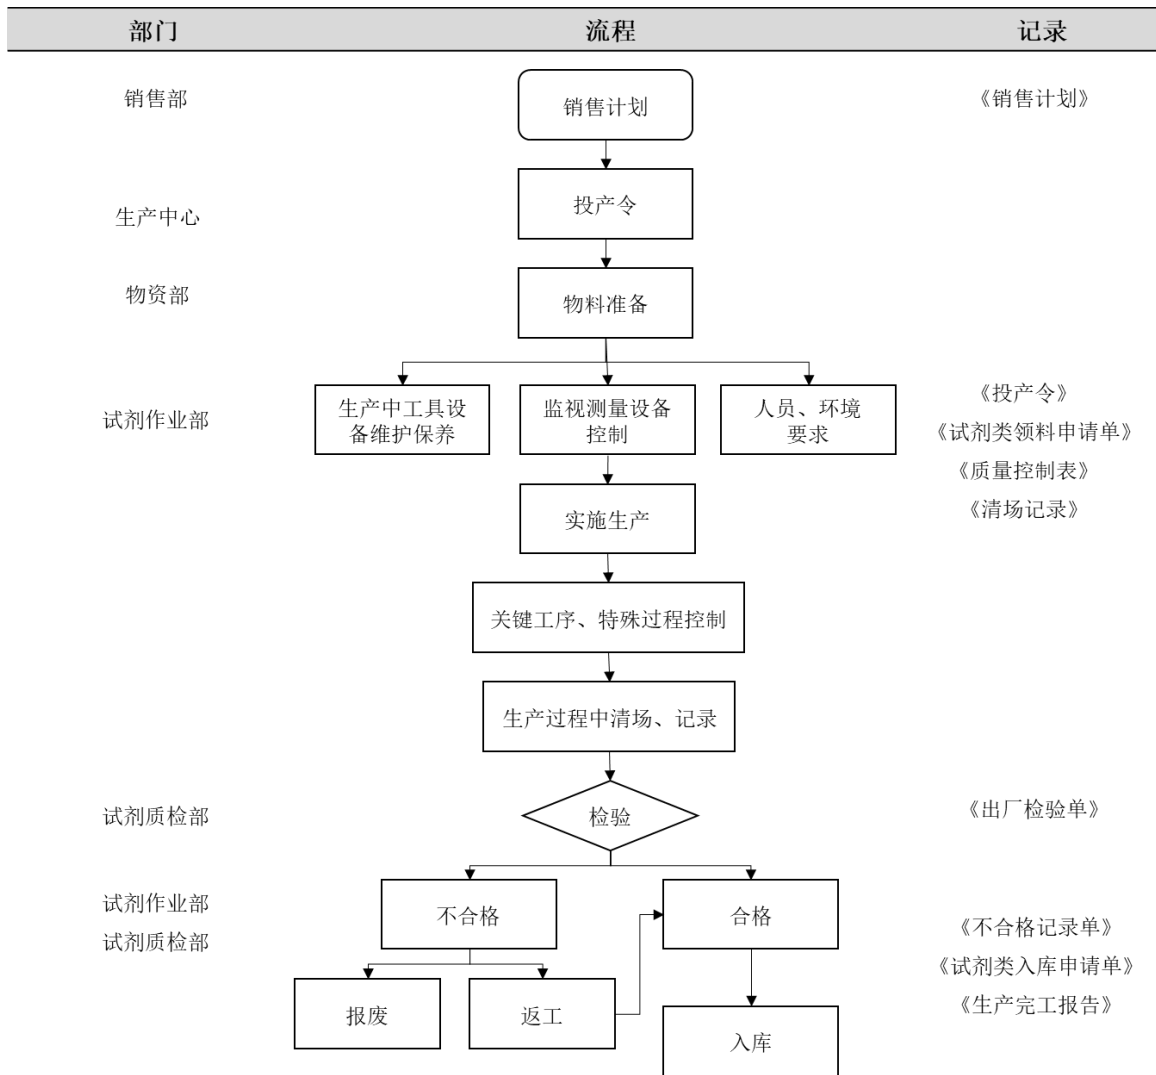 部门 流程 记录
销售部 销售计划 《销售计划》
投产令
生产中心
物资部 物料准备
试剂作业部
生产中工具设
备维护保养
监视测量设备
控制
人员、环境
要求
《投产令》
《试剂类领料申请单》
《质量控制表》
《清场记录》
实施生产
关键工序、特殊过程控制
生产过程中清场、记录
试剂质检部 检验 《出厂检验单》
试剂作业部
试剂质检部
不合格 合格
《不合格记录单》
《试剂类入库申请单》
《生产完工报告》
报废 返工
入库